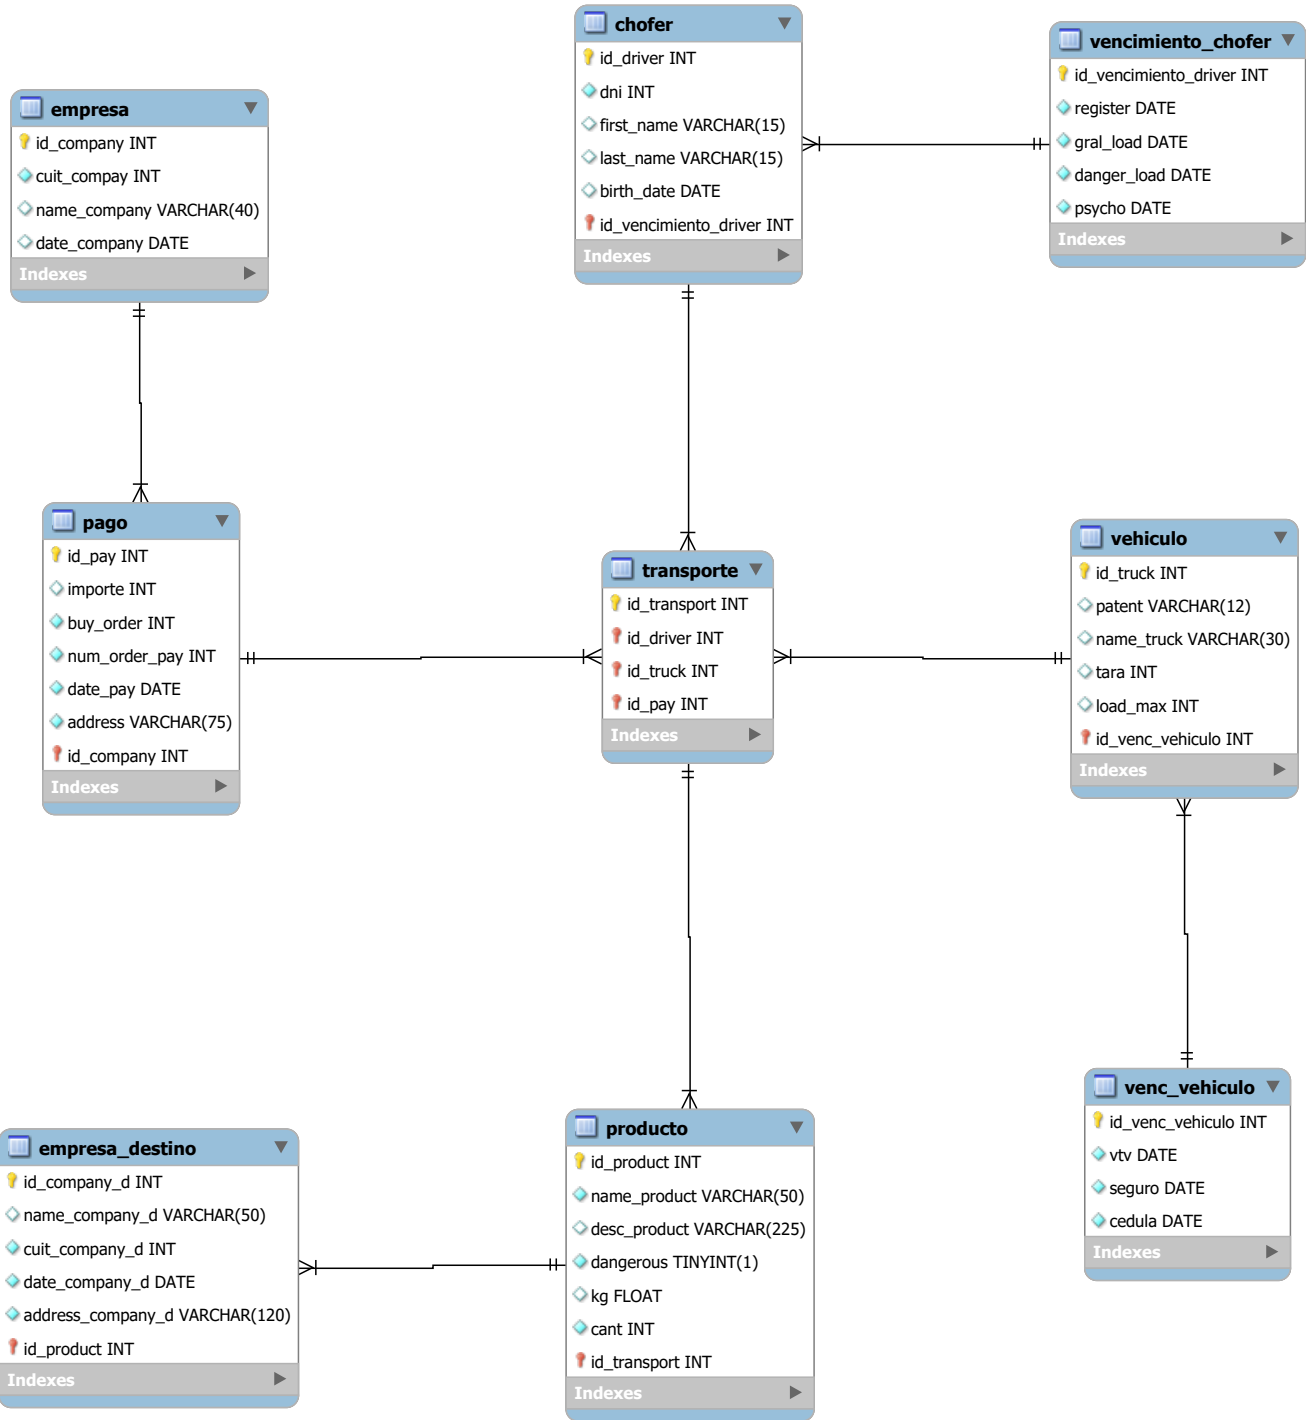 chofer
id_driver INT
dni INT
first_name VARCHAR(15)
last_name VARCHAR(15)
birth_date DATE
id_vencimiento_driver INT
Indexes
vencimiento_chofer
id_vencimiento_driver INT
register DATE
gral_load DATE
danger_load DATE
psycho DATE
Indexes
empresa
id_company INT
cuit_compay INT
name_company VARCHAR(40)
date_company DATE
Indexes
pago
id_pay INT
importe INT
buy_order INT
num_order_pay INT
date_pay DATE
address VARCHAR(75)
id_company INT
Indexes
transporte
id_transport INT
id_driver INT
id_truck INT
id_pay INT
Indexes
vehiculo
id_truck INT
patent VARCHAR(12)
name_truck VARCHAR(30)
tara INT
load_max INT
id_venc_vehiculo INT
Indexes
empresa_destino
id_company_d INT
name_company_d VARCHAR(50)
cuit_company_d INT
date_company_d DATE
address_company_d VARCHAR(120)
id_product INT
Indexes
producto
id_product INT
name_product VARCHAR(50)
desc_product VARCHAR(225)
dangerous TINYINT(1)
kg FLOAT
cant INT
id_transport INT
Indexes
venc_vehiculo
id_venc_vehiculo INT
vtv DATE
seguro DATE
cedula DATE
Indexes